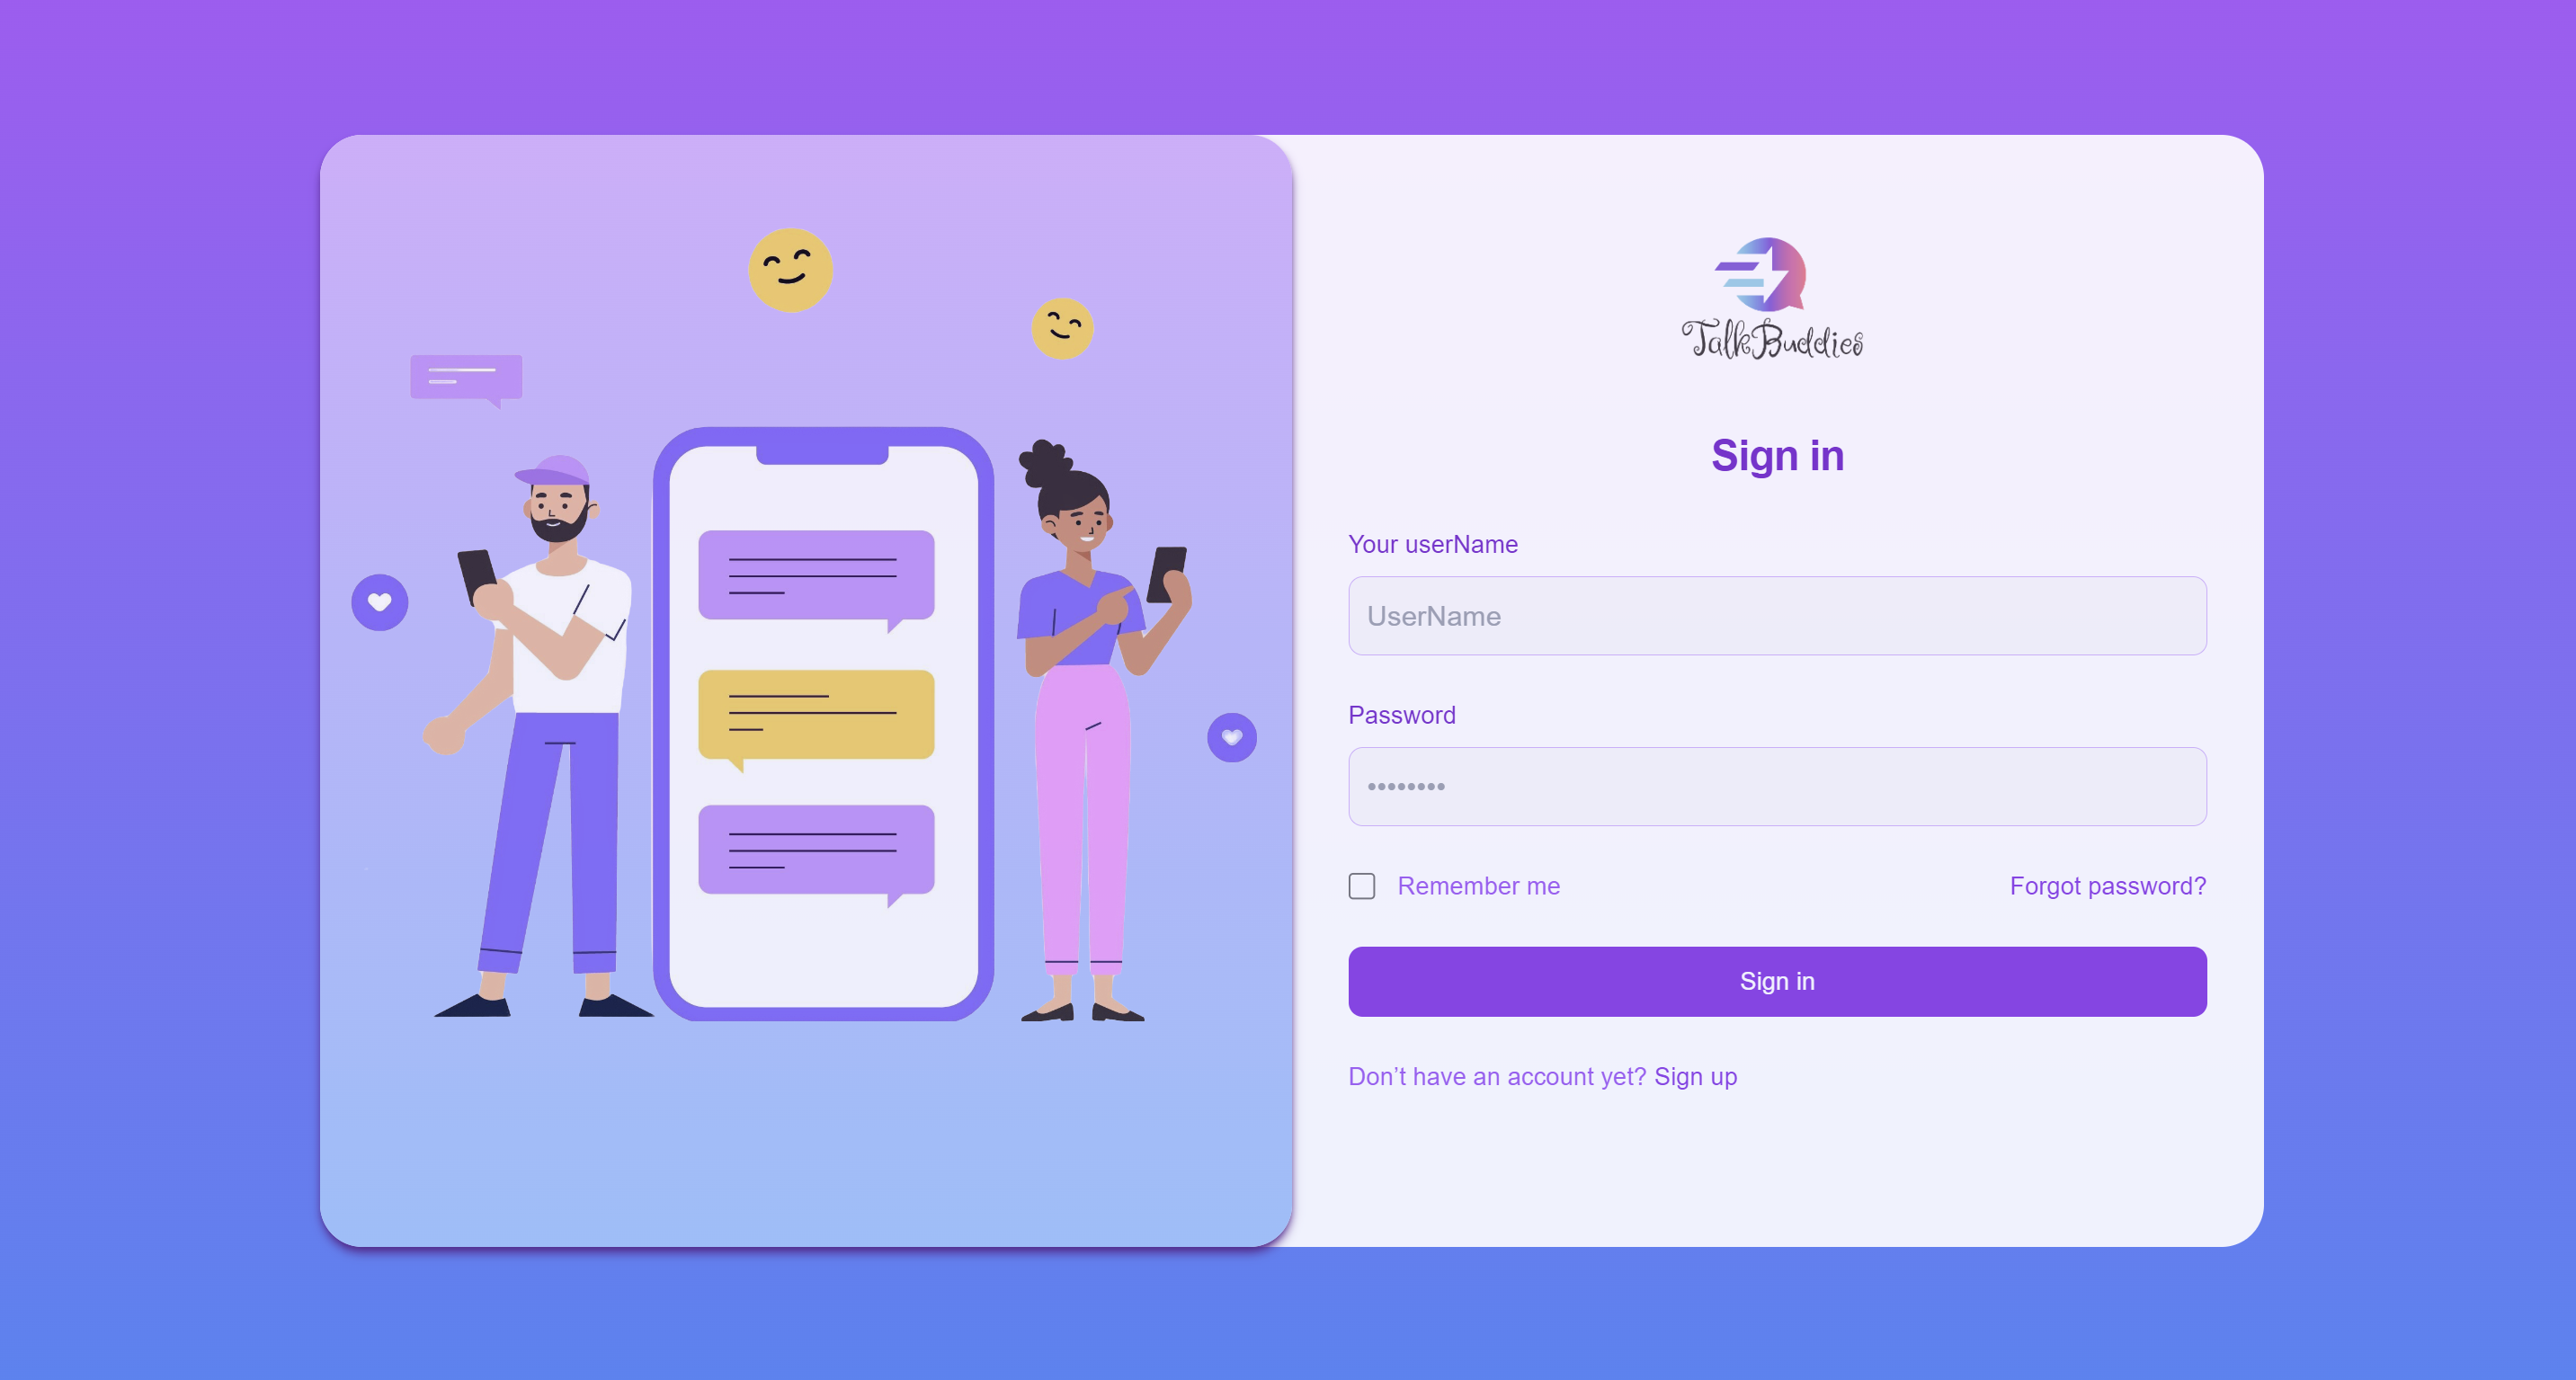 TalkBuddies
Sign in
Your userName
UserName
Password
••••••••
Remember me
Forgot password?
Sign in
Don’t have an account yet? Sign up